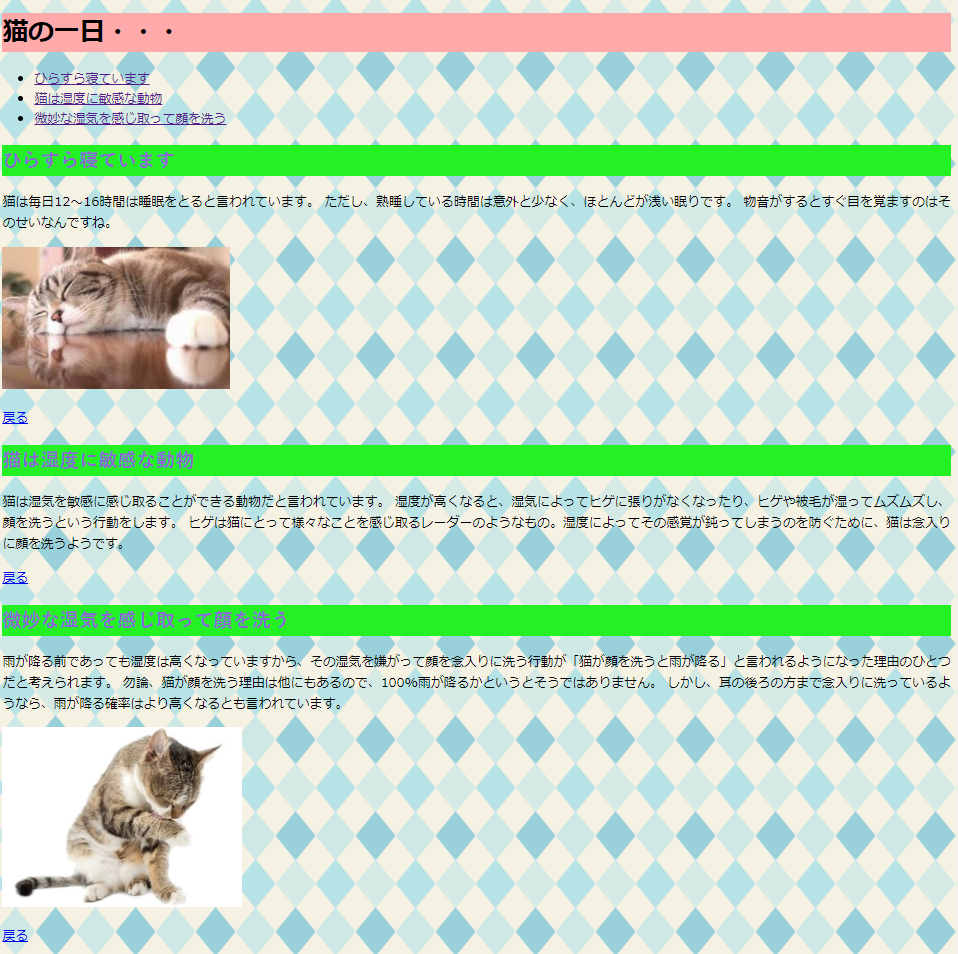 猫の一日・・・
ひらすら寝ています
猫は湿度に敏感な動物
微妙な湿気を感じ取って顔を洗う
ひらすら寝ています
猫は毎日12～16時間は睡眠をとると言われています。 ただし、熟睡している時間は意外と少なく、ほとんどが浅い眠りです。 物音がするとすぐ目を覚ますのはそ
のせいなんですね。
戻る
猫は湿度に敏感な動物
猫は湿気を敏感に感じ取ることができる動物だと言われています。 湿度が高くなると、湿気によってヒゲに張りがなくなったり、ヒゲや被毛が湿ってムズムズし、
顔を洗うという行動をします。 ヒゲは猫にとって様々なことを感じ取るレーダーのようなもの。湿度によってその感覚が鈍ってしまうのを防ぐために、猫は念入り
に顔を洗うようです。
戻る
微妙な湿気を感じ取って顔を洗う
雨が降る前であっても湿度は高くなっていますから、その湿気を嫌がって顔を念入りに洗う行動が「猫が顔を洗うと雨が降る」と言われるようになった理由のひとつ
だと考えられます。 勿論、猫が顔を洗う理由は他にもあるので、100%雨が降るかというとそうではありません。 しかし、耳の後ろの方まで念入りに洗っているよ
うなら、雨が降る確率はより高くなるとも言われています。
戻る